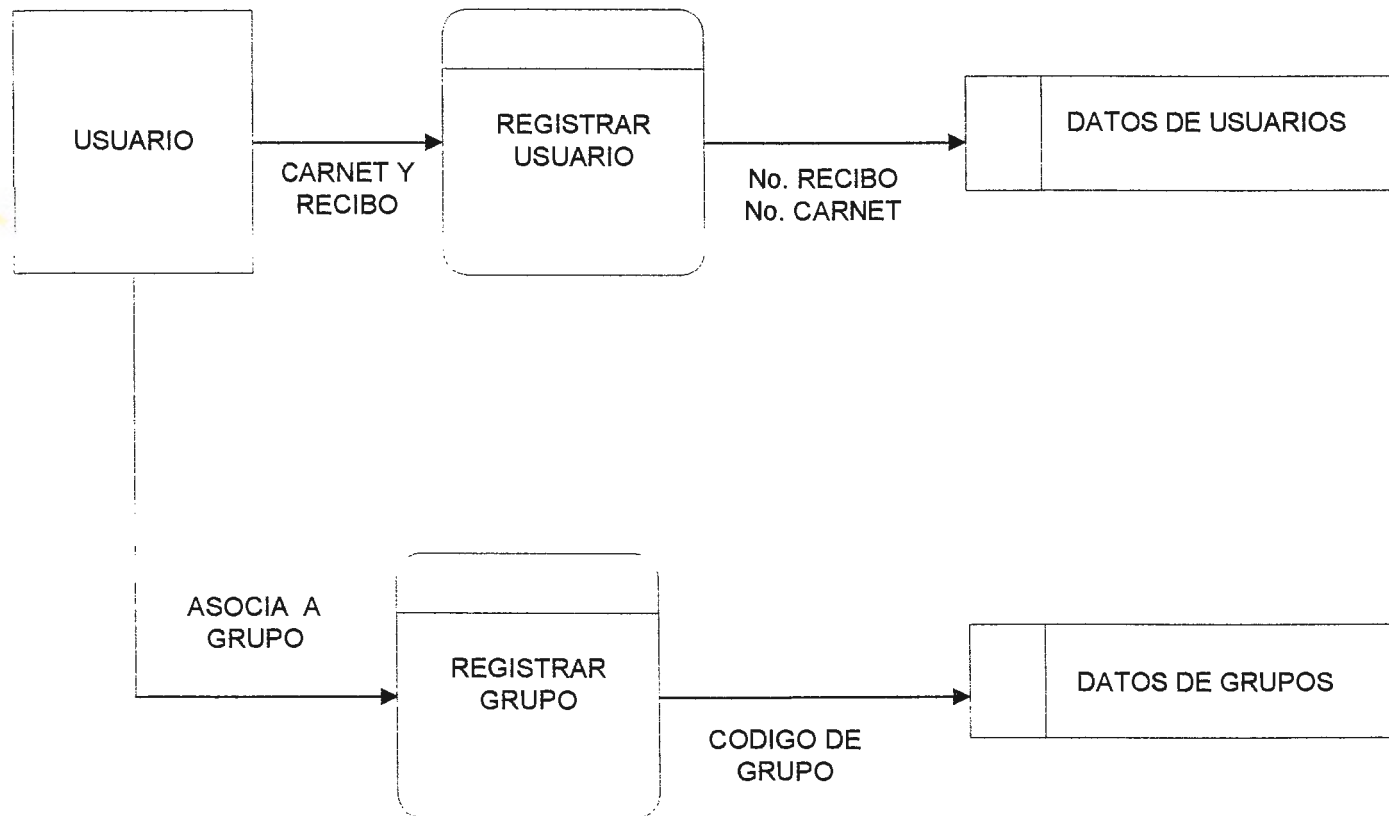 USUARIO
CARNET Y
RECIBO
REGISTRAR
USUARIO
No. RECIBO
No. CARNET
DATOS DE USUARIOS
ASOCIA A
GRUPO
REGISTRAR
GRUPO
CODIGO DE
GRUPO
DATOS DE GRUPOS